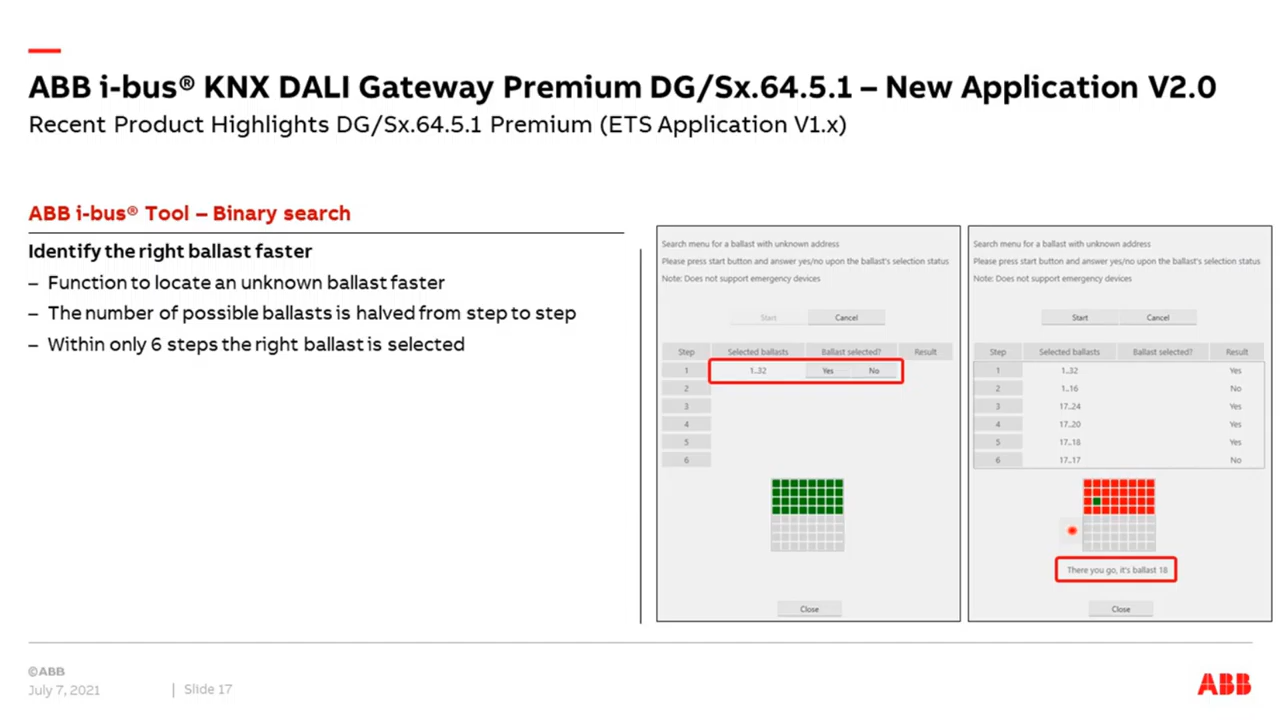 ABB i-bus® KNX DALI Gateway Premium DG/Sx.64.5.1 – New Application V2.0
Recent Product Highlights DG/Sx.64.5.1 Premium (ETS Application V1.x)
ABB i-bus® Tool – Binary search
Identify the right ballast faster
– Function to locate an unknown ballast faster
– The number of possible ballasts is halved from step to step
– Within only 6 steps the right ballast is selected
Search menu for a ballast with unknown address
Please press start button and answer yes/no upon the ballast's selection status
Note: Does not support emergency devices
Start Cancel
Step Selected ballasts Ballast selected? Result
1 1..32 Yes No
2
3
4
5
6
Close
Search menu for a ballast with unknown address
Please press start button and answer yes/no upon the ballast's selection status
Note: Does not support emergency devices
Start Cancel
Step Selected ballasts Ballast selected? Result
1 1..32 Yes
2 1..16 No
3 17..24 Yes
4 17..20 Yes
5 17..18 Yes
6 17..17 No
There you go, it's ballast 18
Close
©ABB
July 7, 2021 | Slide 17
ABB